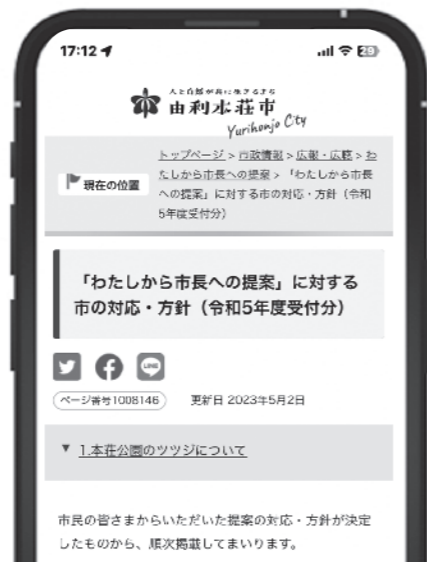 17:12
29
人と自然が共に生きるまち
由利本荘市
Yurihonjo City
現在の位置
トップページ > 市政情報 > 広報・広聴 > わ
たしから市長への提案 > 「わたしから市長
への提案」に対する市の対応・方針（令和
5年度受付分）
「わたしから市長への提案」に対する
市の対応・方針（令和5年度受付分）
LINE
ページ番号1008146 更新日 2023年5月2日
▼ 1.本荘公園のツツジについて
市民の皆さまからいただいた提案の対応・方針が決定
したものから、順次掲載してまいります。